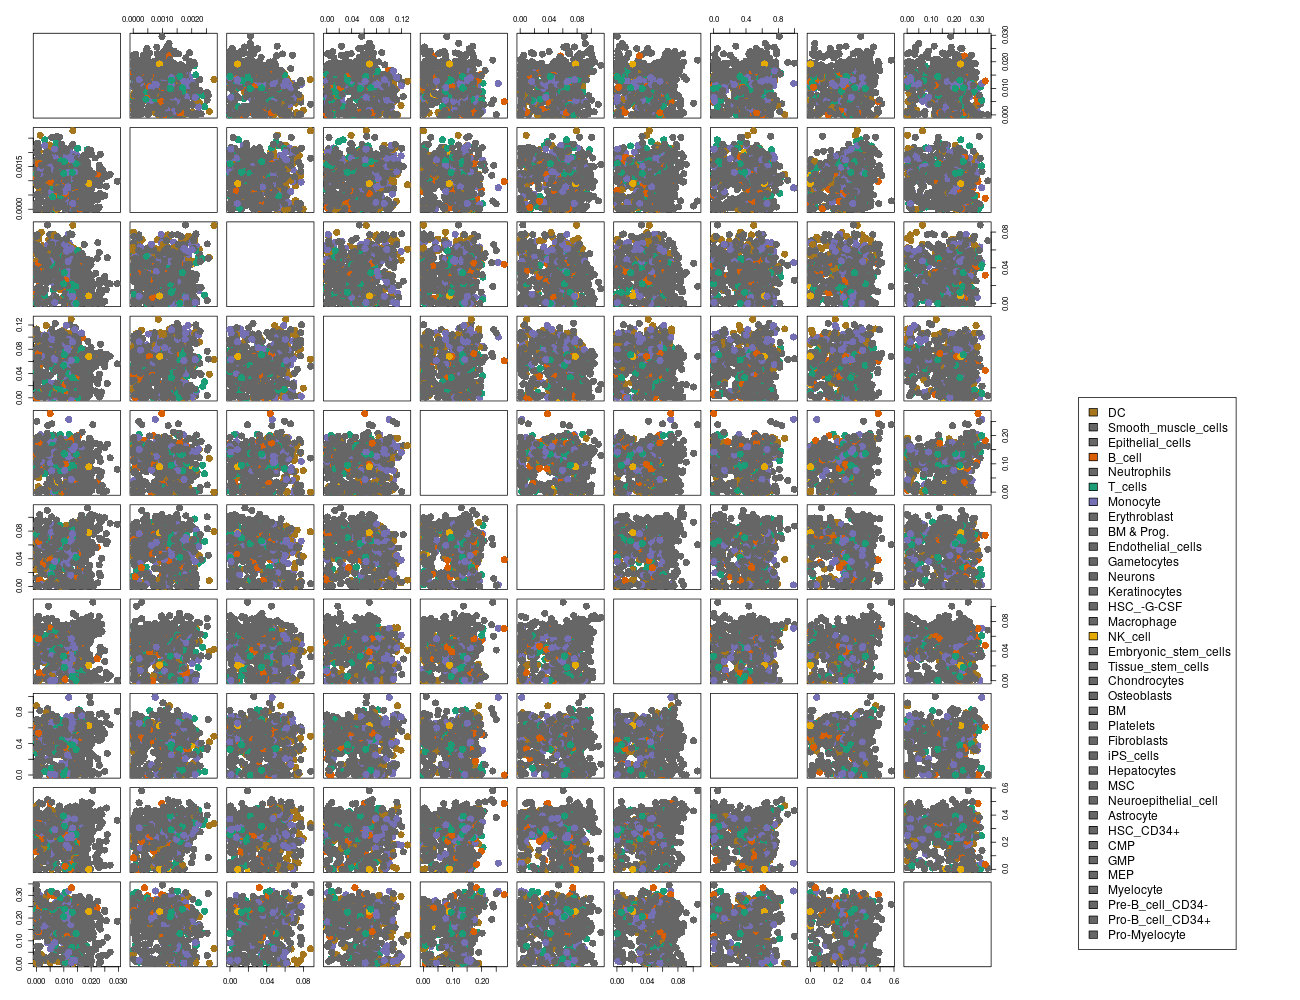 0.0000 0.0010 0.0020
0.00 0.04 0.08 0.12
0.00 0.04 0.08
0.0 0.4 0.8
0.00 0.10 0.20 0.30
0.000 0.010 0.020 0.030
0.0000 0.0015
0.00 0.04 0.08
0.00 0.04 0.08 0.12
0.00 0.10 0.20
0.00 0.04 0.08
0.00 0.04 0.08
0.0 0.4 0.8
0.0 0.2 0.4 0.6
0.00 0.10 0.20 0.30
0.000 0.010 0.020 0.030
0.00 0.04 0.08
0.00 0.10 0.20
0.00 0.04 0.08
0.0 0.2 0.4 0.6
DC
Smooth_muscle_cells
Epithelial_cells
B_cell
Neutrophils
T_cells
Monocyte
Erythroblast
BM & Prog.
Endothelial_cells
Gametocytes
Neurons
Keratinocytes
HSC_-G-CSF
Macrophage
NK_cell
Embryonic_stem_cells
Tissue_stem_cells
Chondrocytes
Osteoblasts
BM
Platelets
Fibroblasts
iPS_cells
Hepatocytes
MSC
Neuroepithelial_cell
Astrocyte
HSC_CD34+
CMP
GMP
MEP
Myelocyte
Pre-B_cell_CD34-
Pro-B_cell_CD34+
Pro-Myelocyte